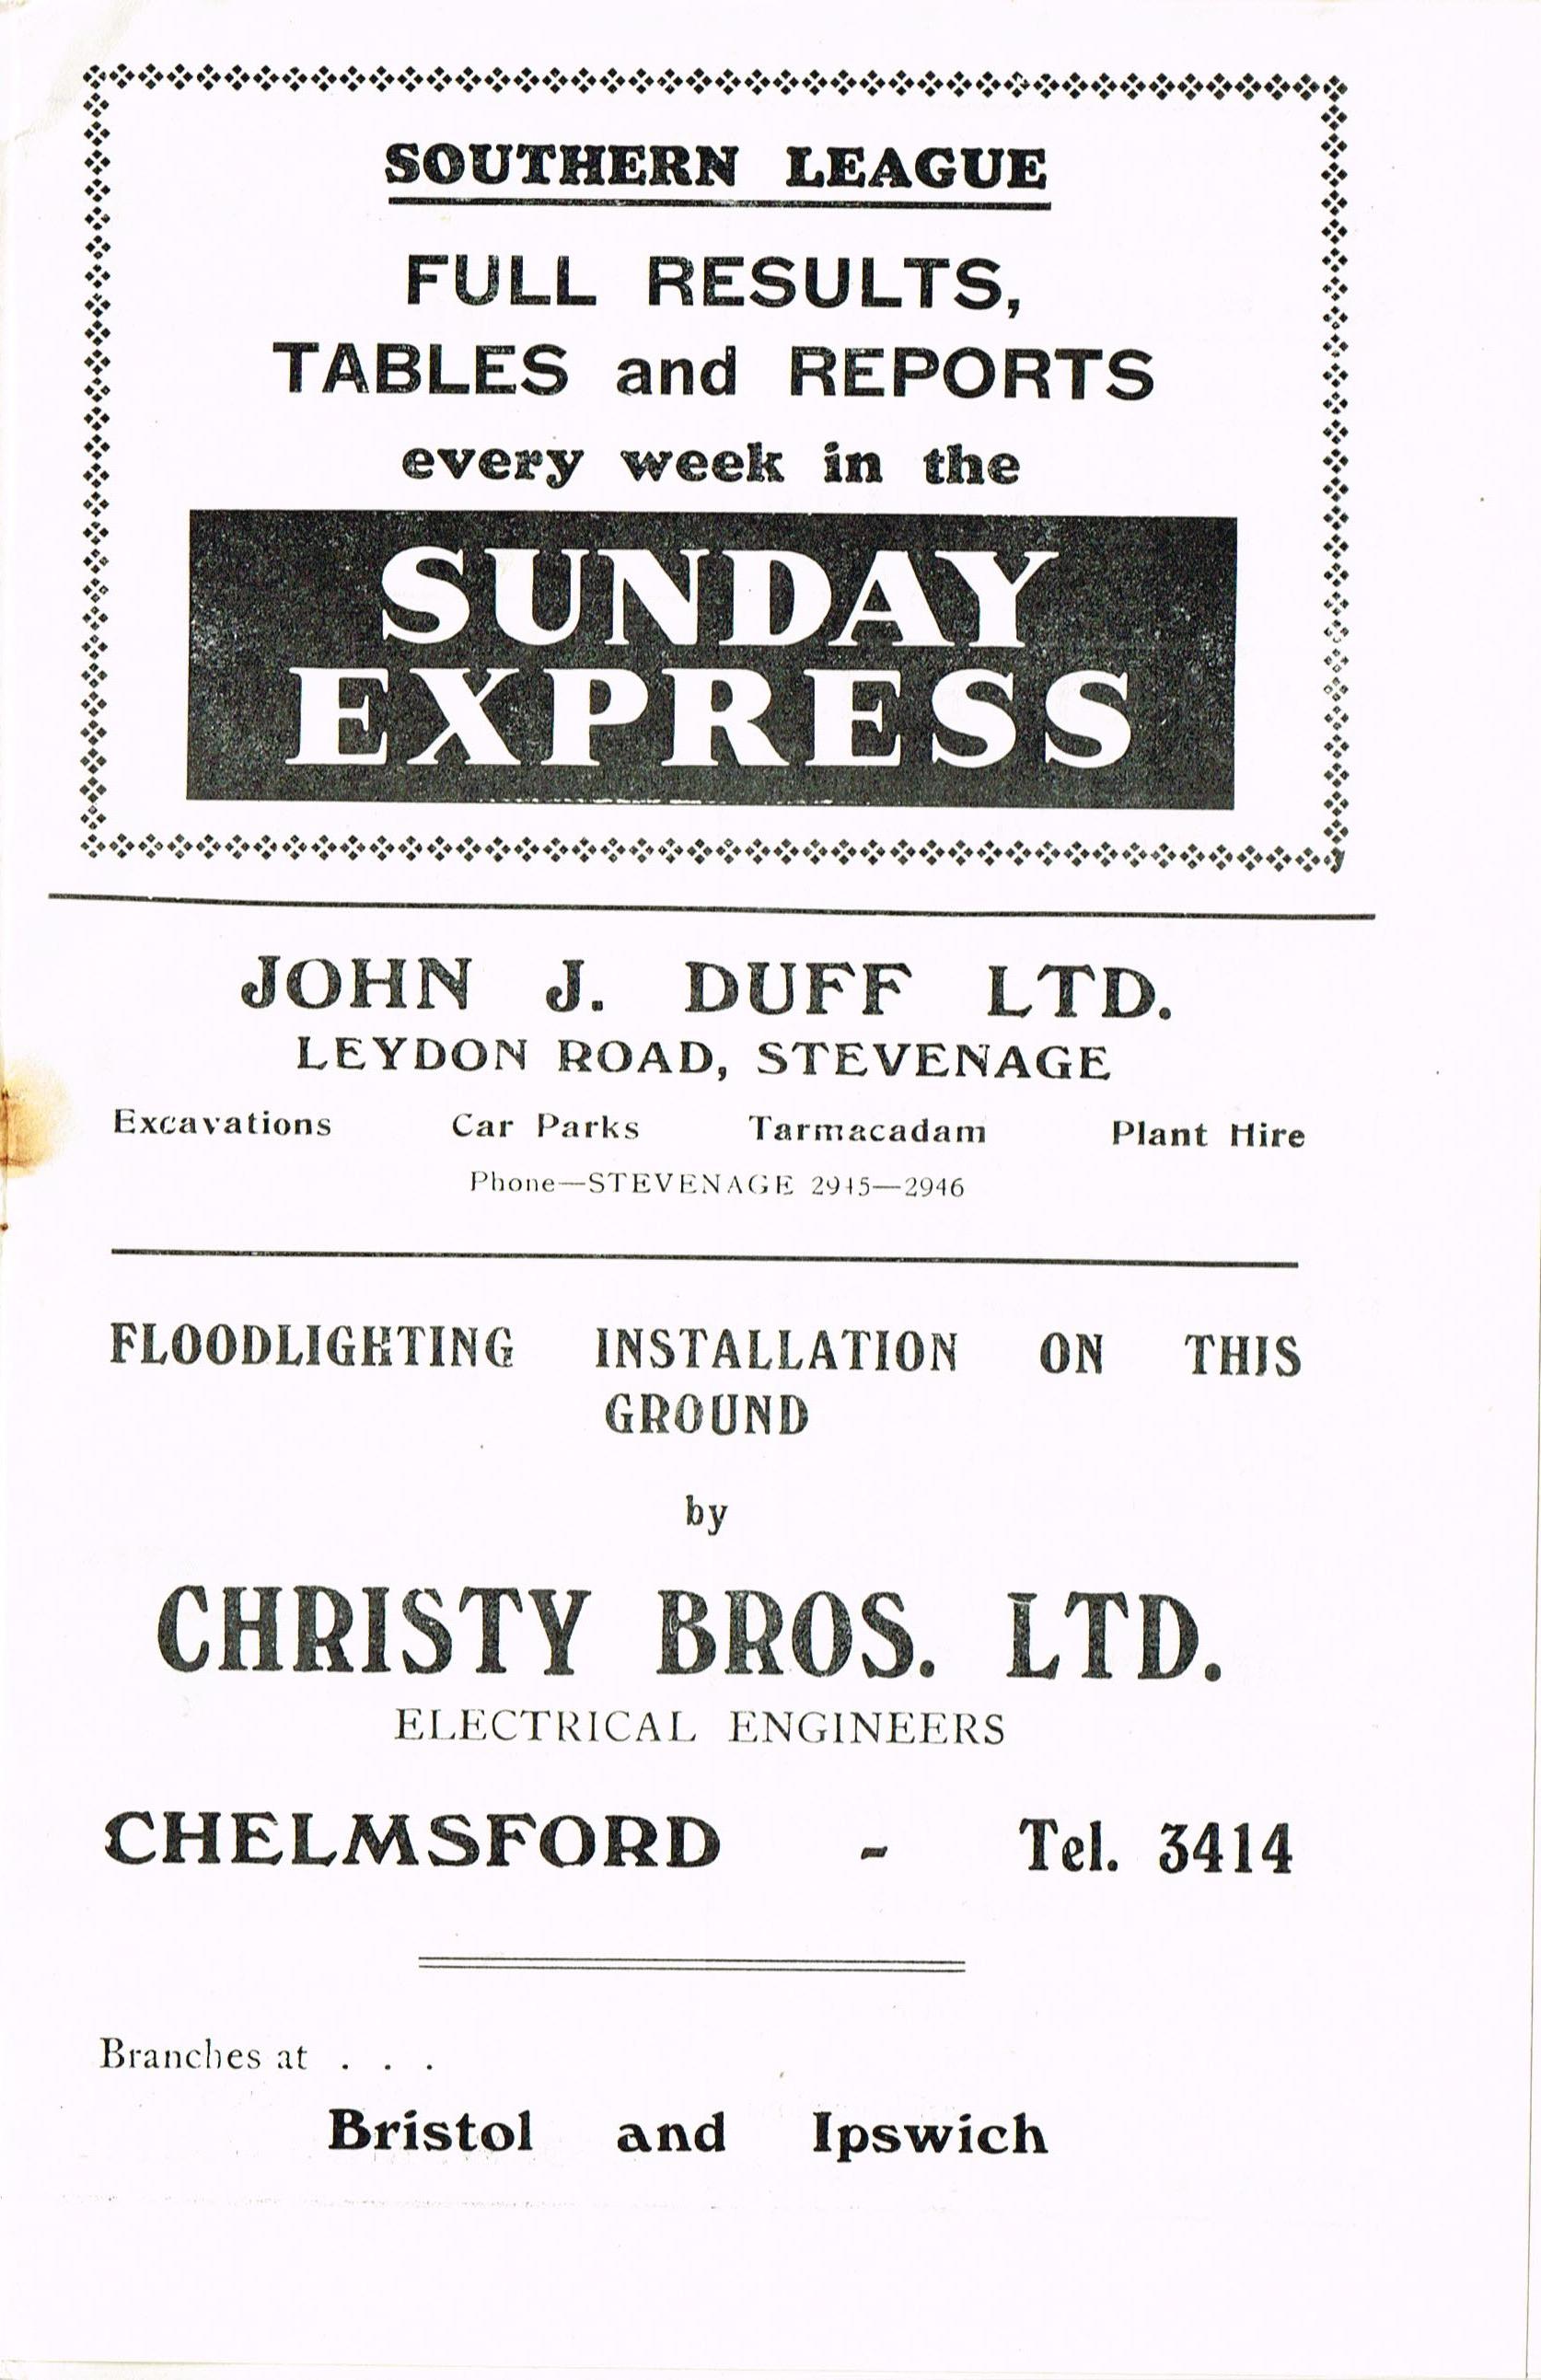 SOUTHERN LEAGUE
FULL RESULTS,
TABLES and REPORTS
every week in the
SUNDAY
EXPRESS
JOHN J. DUFF LTD.
LEYDON ROAD, STEVENAGE
Excavations Car Parks Tarmacadam Plant Hire
Phone—STEVENAGE 2945—2946
FLOODLIGHTING INSTALLATION ON THIS
GROUND
by
CHRISTY BROS. LTD.
ELECTRICAL ENGINEERS
CHELMSFORD - Tel. 3414
Branches at . . .
Bristol and Ipswich